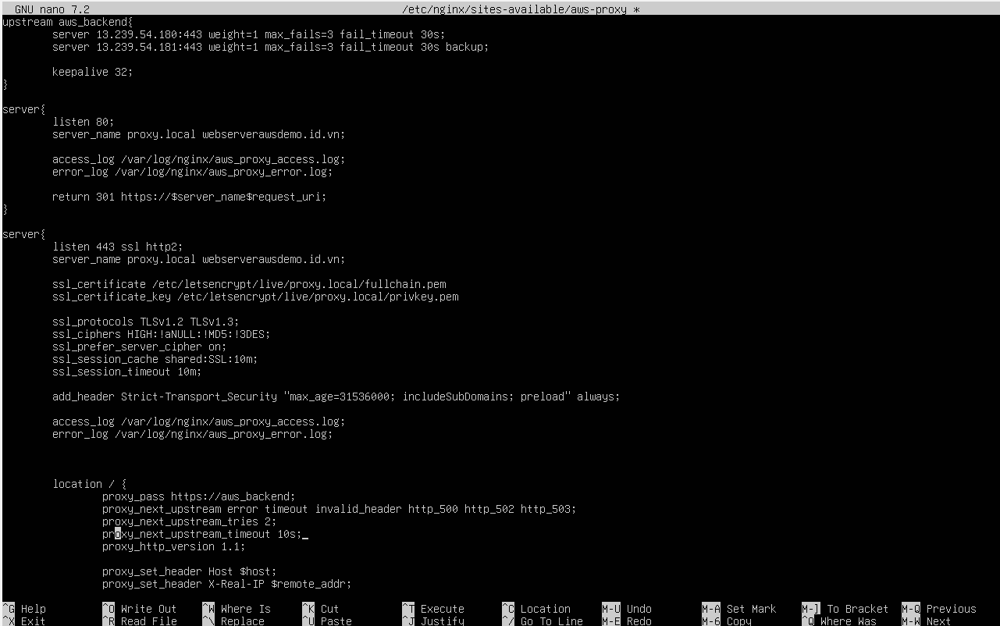 GNU nano 7.2 /etc/nginx/sites-available/aws-proxy *
upstream aws_backend{
server 13.239.54.180:443 weight=1 max_fails=3 fail_timeout 30s;
server 13.239.54.181:443 weight=1 max_fails=3 fail_timeout 30s backup;
keepalive 32;
}
server{
listen 80;
server_name proxy.local webserverawsdemo.id.vn;
access_log /var/log/nginx/aws_proxy_access.log;
error_log /var/log/nginx/aws_proxy_error.log;
return 301 https://$server_name$request_uri;
}
server{
listen 443 ssl http2;
server_name proxy.local webserverawsdemo.id.vn;
ssl_certificate /etc/letsencrypt/live/proxy.local/fullchain.pem
ssl_certificate_key /etc/letsencrypt/live/proxy.local/privkey.pem
ssl_protocols TLSv1.2 TLSv1.3;
ssl_ciphers HIGH:!aNULL:!MD5:!3DES;
ssl_prefer_server_cipher on;
ssl_session_cache shared:SSL:10m;
ssl_session_timeout 10m;
add_header Strict-Transport_Security "max_age=31536000; includeSubDomains; preload" always;
access_log /var/log/nginx/aws_proxy_access.log;
error_log /var/log/nginx/aws_proxy_error.log;
location / {
proxy_pass https://aws_backend;
proxy_next_upstream error timeout invalid_header http_500 http_502 http_503;
proxy_next_upstream_tries 2;
proxy_next_upstream_timeout 10s;_
proxy_http_version 1.1;
proxy_set_header Host $host;
proxy_set_header X-Real-IP $remote_addr;
^G Help ^O Write Out ^W Where Is ^K Cut ^T Execute ^C Location M-U Undo M-A Set Mark M-] To Bracket M-Q Previous
^X Exit ^R Read File ^\ Replace ^U Paste ^J Justify ^/ Go To Line M-E Redo M-6 Copy ^Q Where Was M-W Next